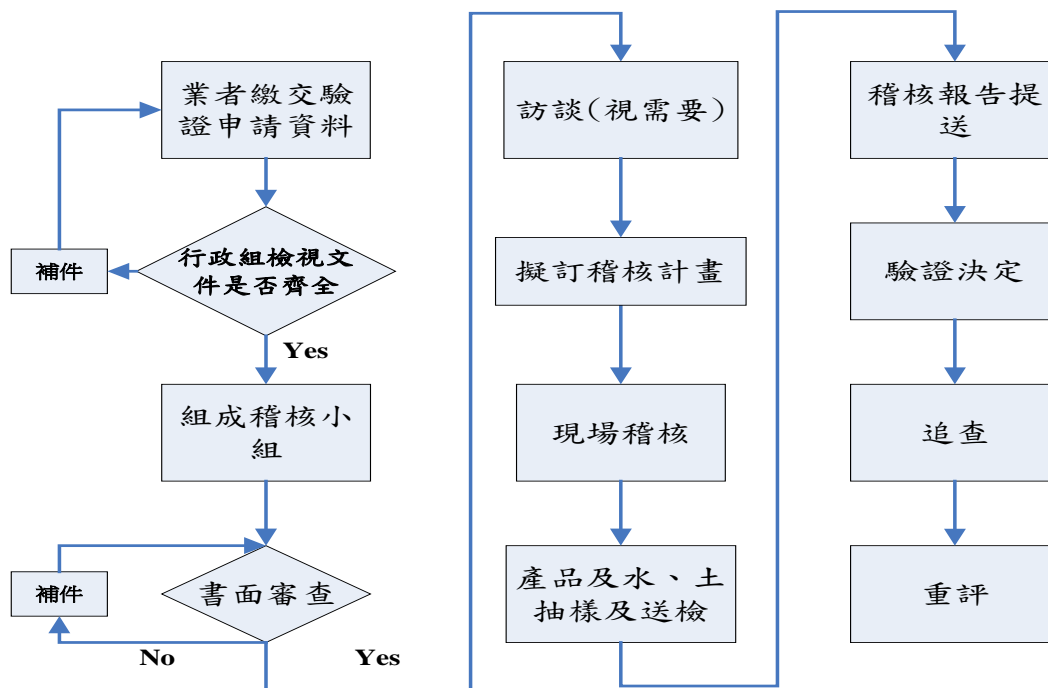 業者繳交驗
證申請資料
行政組檢視文
件是否齊全
補件
Yes
組成稽核小
組
書面審查
補件
No
Yes
訪談(視需要)
擬訂稽核計畫
現場稽核
產品及水、土
抽樣及送檢
稽核報告提
送
驗證決定
追查
重評